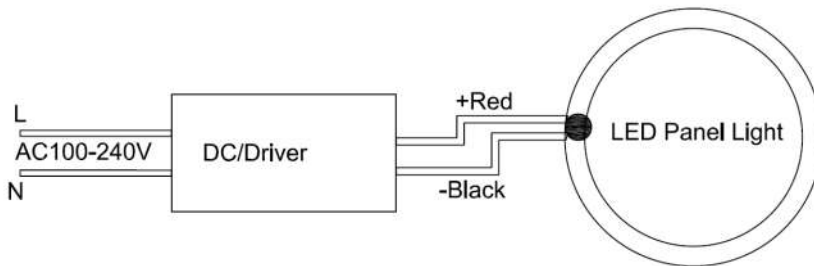 L
AC100-240V
N
DC/Driver
+Red
-Black
LED Panel Light